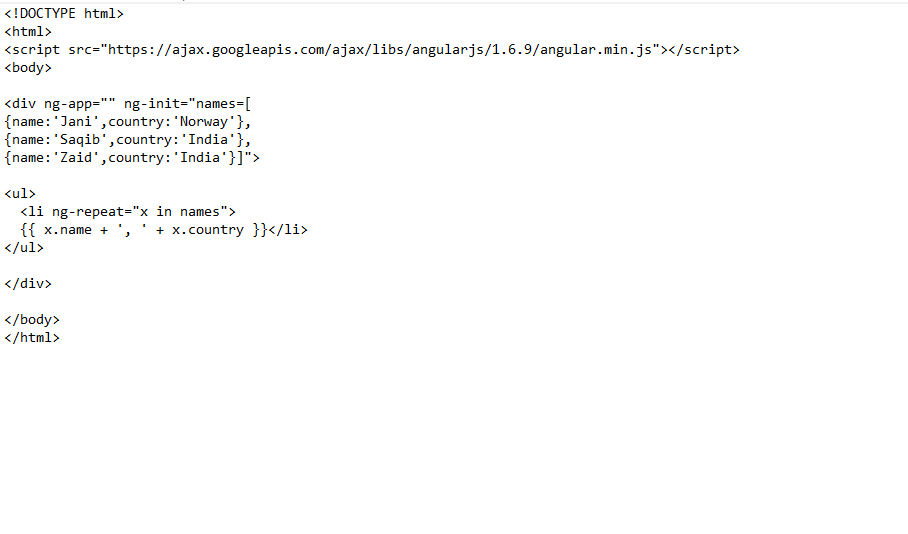 <!DOCTYPE html>
<html>
<script src="https://ajax.googleapis.com/ajax/libs/angularjs/1.6.9/angular.min.js"></script>
<body>
<div ng-app="" ng-init="names=[
{name:'Jani',country:'Norway'},
{name:'Saqib',country:'India'},
{name:'Zaid',country:'India'}]">
<ul>
  <li ng-repeat="x in names">
  {{ x.name + ', ' + x.country }}</li>
</ul>
</div>
</body>
</html>